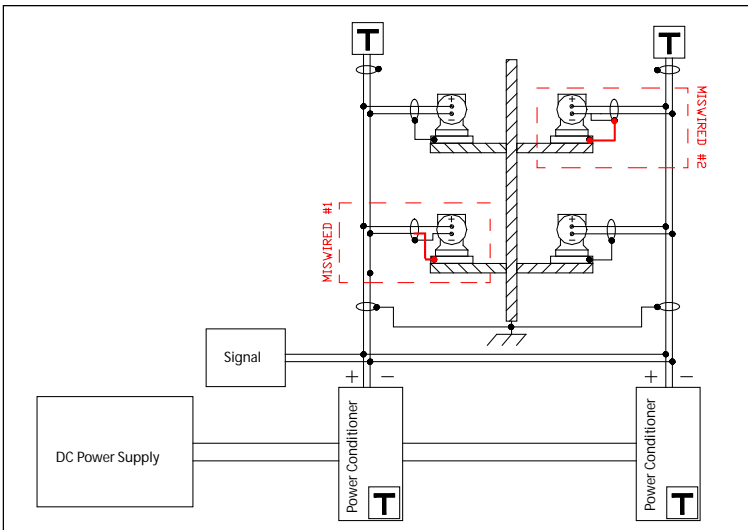 T
T
+
−
+
−
MISWIRED #2
MISWIRED #1
+
−
+
−
Signal
+ −
+ −
DC Power Supply
Power Conditioner
T
Power Conditioner
T